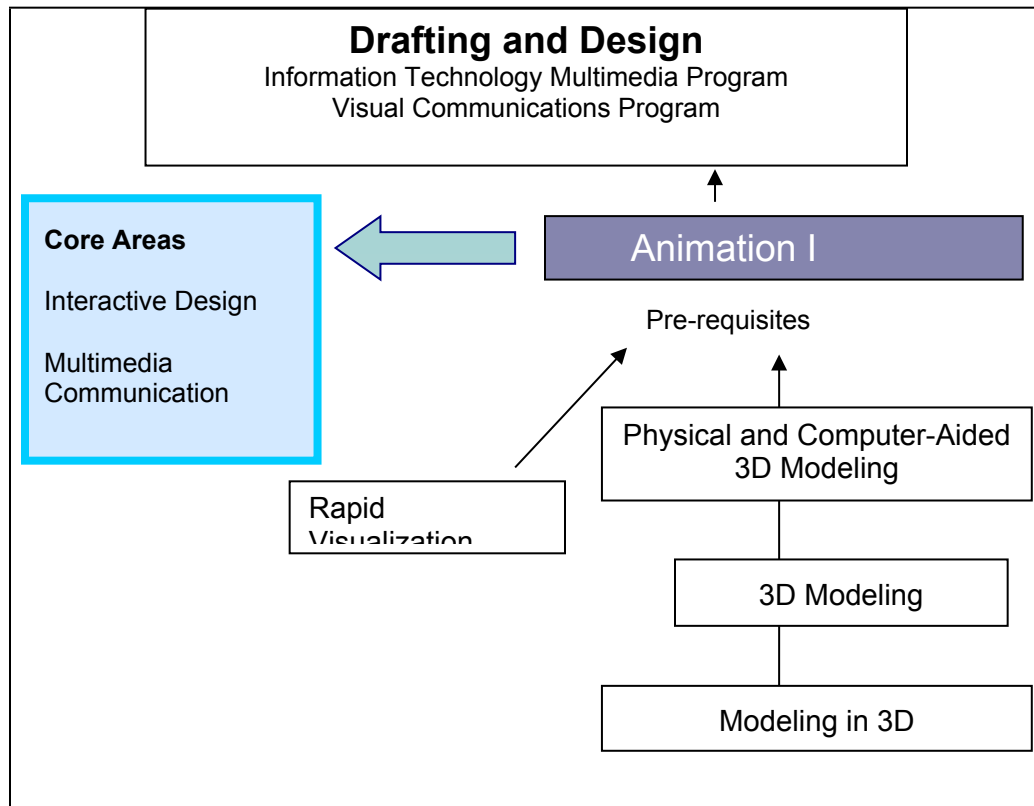 Drafting and Design
Information Technology Multimedia Program
Visual Communications Program
Core Areas
Interactive Design
Multimedia
Communication
Animation I
Pre-requisites
Physical and Computer-Aided
3D Modeling
Rapid
Visualization
3D Modeling
Modeling in 3D